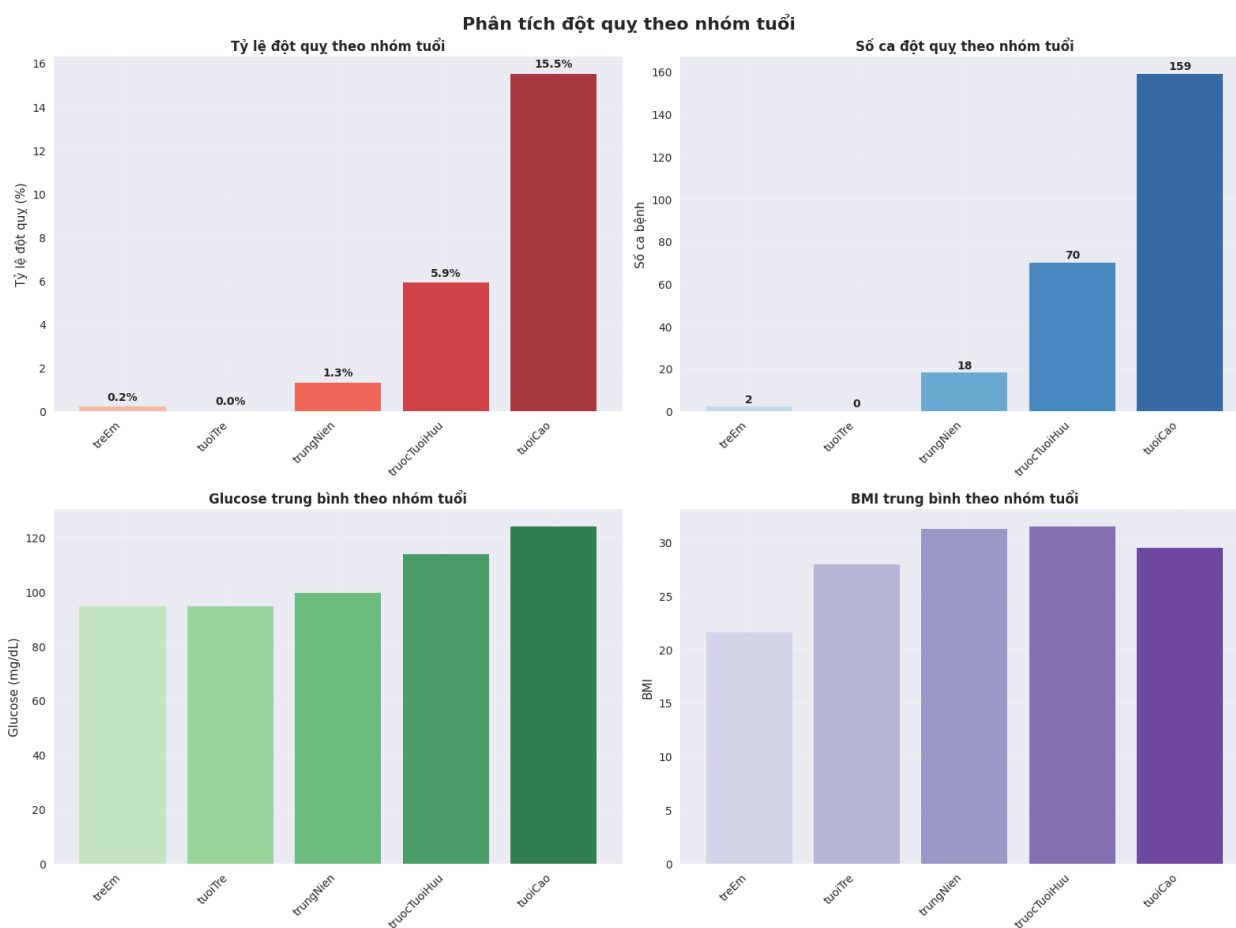 Phân tích đột quỵ theo nhóm tuổi
Tỷ lệ đột quỵ theo nhóm tuổi
Tỷ lệ đột quỵ (%)
16
14
12
10
8
6
4
2
0
0.2%
0.0%
1.3%
5.9%
15.5%
treEm
tuoiTre
trungNien
truocTuoiHuu
tuoiCao
Số ca đột quỵ theo nhóm tuổi
Số ca bệnh
160
140
120
100
80
60
40
20
0
2
0
18
70
159
treEm
tuoiTre
trungNien
truocTuoiHuu
tuoiCao
Glucose trung bình theo nhóm tuổi
Glucose (mg/dL)
120
100
80
60
40
20
0
treEm
tuoiTre
trungNien
truocTuoiHuu
tuoiCao
BMI trung bình theo nhóm tuổi
BMI
30
25
20
15
10
5
0
treEm
tuoiTre
trungNien
truocTuoiHuu
tuoiCao